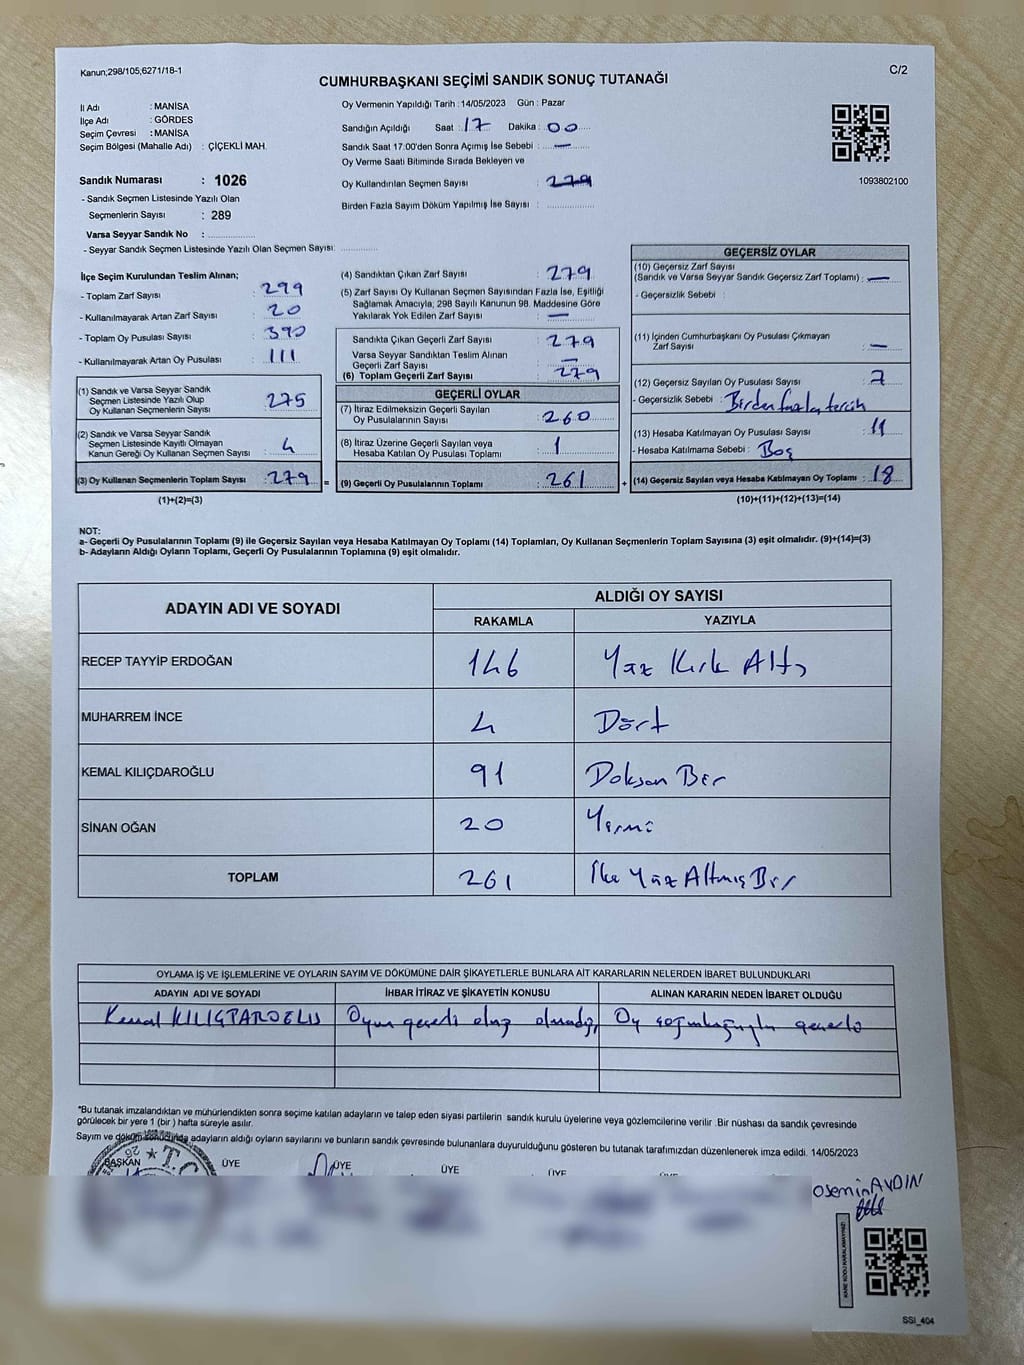 Kanun;298/105;6271/18-1
C/2
CUMHURBAŞKANI SEÇİMİ SANDIK SONUÇ TUTANAĞI
İl Adı : MANİSA
İlçe Adı : GÖRDES
Seçim Çevresi : MANİSA
Seçim Bölgesi (Mahalle Adı) : ÇİÇEKLİ MAH.
Sandık Numarası : 1026
- Sandık Seçmen Listesinde Yazılı Olan
Seçmenlerin Sayısı : 289
Varsa Seyyar Sandık No :
- Seyyar Sandık Seçmen Listesinde Yazılı Olan Seçmen Sayısı:
Oy Vermenin Yapıldığı Tarih : 14/05/2023 Gün : Pazar
Sandığın Açıldığı Saat : 17 Dakika : 00
Sandık Saat 17:00'den Sonra Açımış İse Sebebi : —
Oy Verme Saati Bitiminde Sırada Bekleyen ve
Oy Kullandırılan Seçmen Sayısı : 279
Birden Fazla Sayım Döküm Yapılmış İse Sayısı :
1093802100
İlçe Seçim Kurulundan Teslim Alınan;
- Toplam Zarf Sayısı : 299
- Kullanılmayarak Artan Zarf Sayısı : 20
- Toplam Oy Pusulası Sayısı : 390
- Kullanılmayarak Artan Oy Pusulası : 111
(1) Sandık ve Varsa Seyyar Sandık
Seçmen Listesinde Yazılı Olup
Oy Kullanan Seçmenlerin Sayısı : 275
(2) Sandık ve Varsa Seyyar Sandık
Seçmen Listesinde Kayıtlı Olmayan
Kanun Gereği Oy Kullanan Seçmen Sayısı : 4
(3) Oy Kullanan Seçmenlerin Toplam Sayısı : 279 =
(1)+(2)=(3)
(4) Sandıktan Çıkan Zarf Sayısı : 279
(5) Zarf Sayısı Oy Kullanan Seçmen Sayısından Fazla İse, Eşitliği
Sağlamak Amacıyla; 298 Sayılı Kanunun 98. Maddesine Göre
Yakılarak Yok Edilen Zarf Sayısı : —
Sandıkta Çıkan Geçerli Zarf Sayısı : 279
Varsa Seyyar Sandıktan Teslim Alınan
Geçerli Zarf Sayısı : —
(6) Toplam Geçerli Zarf Sayısı : 279
GEÇERLİ OYLAR
(7) İtiraz Edilmeksizin Geçerli Sayılan
Oy Pusulasının Sayısı : 260
(8) İtiraz Üzerine Geçerli Sayılan veya
Hesaba Katılan Oy Pusulası Toplamı : 1
(9) Geçerli Oy Pusulalarının Toplamı : 261 +
GEÇERSİZ OYLAR
(10) Geçersiz Zarf Sayısı
(Sandık ve Varsa Seyyar Sandık Geçersiz Zarf Toplamı) : —
- Geçersizlik Sebebi :
(11) İçinden Cumhurbaşkanı Oy Pusulası Çıkmayan
Zarf Sayısı : —
(12) Geçersiz Sayılan Oy Pusulası Sayısı : 7
- Geçersizlik Sebebi : Birden fazla tercih
(13) Hesaba Katılmayan Oy Pusulası Sayısı : 11
- Hesaba Katılmama Sebebi : Boş
(14) Geçersiz Sayılan veya Hesaba Katılmayan Oy Toplamı : 18
(10)+(11)+(12)+(13)=(14)
NOT:
a- Geçerli Oy Pusulalarının Toplamı (9) ile Geçersiz Sayılan veya Hesaba Katılmayan Oy Toplamı (14) Toplamları, Oy Kullanan Seçmenlerin Toplam Sayısına (3) eşit olmalıdır. (9)+(14)=(3)
b- Adayların Aldığı Oyların Toplamı, Geçerli Oy Pusulalarının Toplamına (9) eşit olmalıdır.
ADAYIN ADI VE SOYADI ALDIĞI OY SAYISI
RAKAMLA YAZIYLA
RECEP TAYYİP ERDOĞAN 146 Yüz Kırk Altı
MUHARREM İNCE 4 Dört
KEMAL KILIÇDAROĞLU 91 Doksan Bir
SİNAN OĞAN 20 Yirmi
TOPLAM 261 İki Yüz Altmış Bir
OYLAMA İŞ VE İŞLEMLERİNE VE OYLARIN SAYIM VE DÖKÜMÜNE DAİR ŞİKAYETLERLE BUNLARA AİT KARARLARIN NELERDEN İBARET BULUNDUKLARI
ADAYIN ADI VE SOYADI İHBAR İTİRAZ VE ŞİKAYETİN KONUSU ALINAN KARARIN NEDEN İBARET OLDUĞU
Kemal KILIÇTAROĞLU Oyun geçerli olup olmadığı, Oy çoğunluğuyla geçerli
*Bu tutanak imzalandıktan ve mühürlendikten sonra seçime katılan adayların ve talep eden siyasi partilerin sandık kurulu üyelerine veya gözlemcilerine verilir .Bir nüshası da sandık çevresinde
görülecek bir yere 1 (bir ) hafta süreyle asılır.
Sayım ve döküm sonucunda adayların aldığı oyların sayılarını ve bunların sandık çevresinde bulunanlara duyurulduğunu gösteren bu tutanak tarafımızdan düzenlenerek imza edildi. 14/05/2023
BAŞKAN ÜYE ÜYE ÜYE ÜYE
T.C.
AYDIN
SSI_404